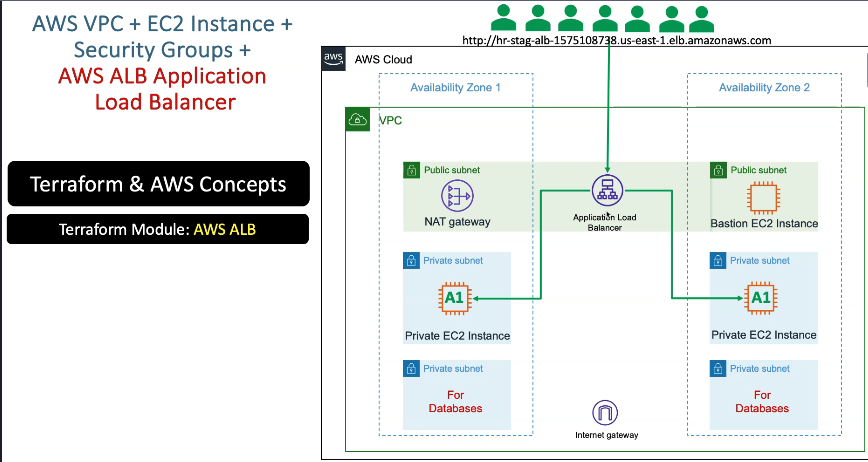 AWS VPC + EC2 Instance +
Security Groups +
AWS ALB Application
Load Balancer
Terraform & AWS Concepts
Terraform Module: AWS ALB
http://hr-stag-alb-1575108738.us-east-1.elb.amazonaws.com
aws
AWS Cloud
Availability Zone 1
Availability Zone 2
VPC
Public subnet
Public subnet
NAT gateway
Application Load
Balancer
Bastion EC2 Instance
Private subnet
Private subnet
A1
A1
Private EC2 Instance
Private EC2 Instance
Private subnet
Private subnet
For
Databases
For
Databases
Internet gateway